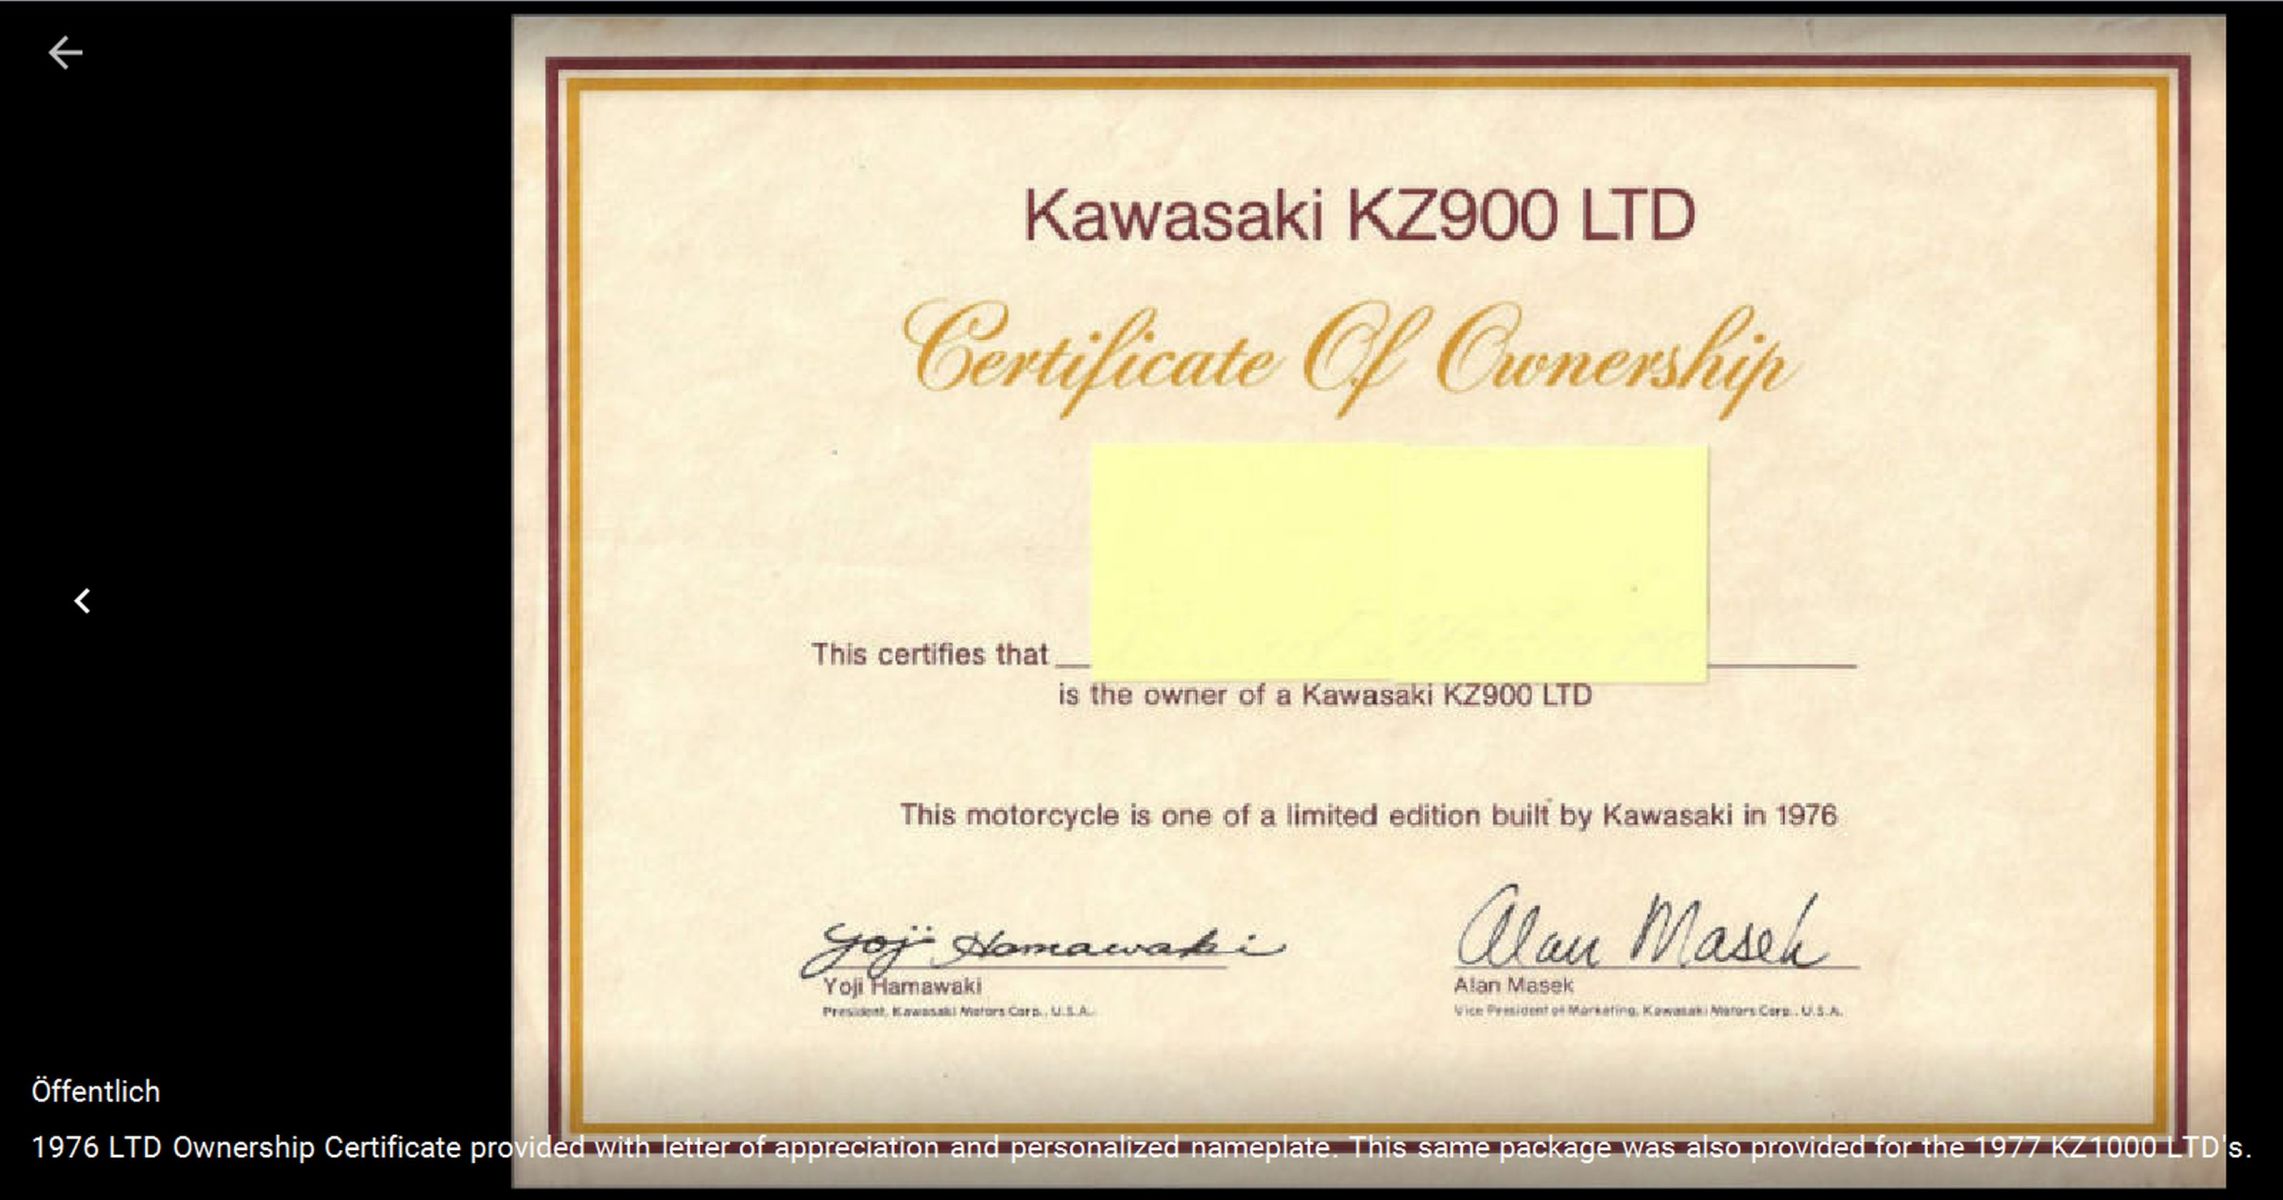 Kawasaki KZ900 LTD
Certificate Of Ownership
This certifies that
is the owner of a Kawasaki KZ900 LTD
This motorcycle is one of a limited edition built by Kawasaki in 1976
Yoji Hamawaki
Alan Masek
Yoji Hamawaki
Alan Masek
President, Kawasaki Motors Corp., U.S.A.
Vice President of Marketing, Kawasaki Motors Corp., U.S.A.
Öffentlich
1976 LTD Ownership Certificate provided with letter of appreciation and personalized nameplate. This same package was also provided for the 1977 KZ1000 LTD's.